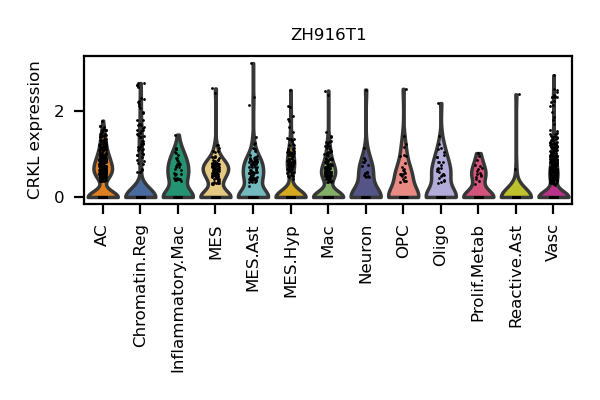 ZH916T1
CRKL expression
2
0
AC
Chromatin.Reg
Inflammatory.Mac
MES
MES.Ast
MES.Hyp
Mac
Neuron
OPC
Oligo
Prolif.Metab
Reactive.Ast
Vasc